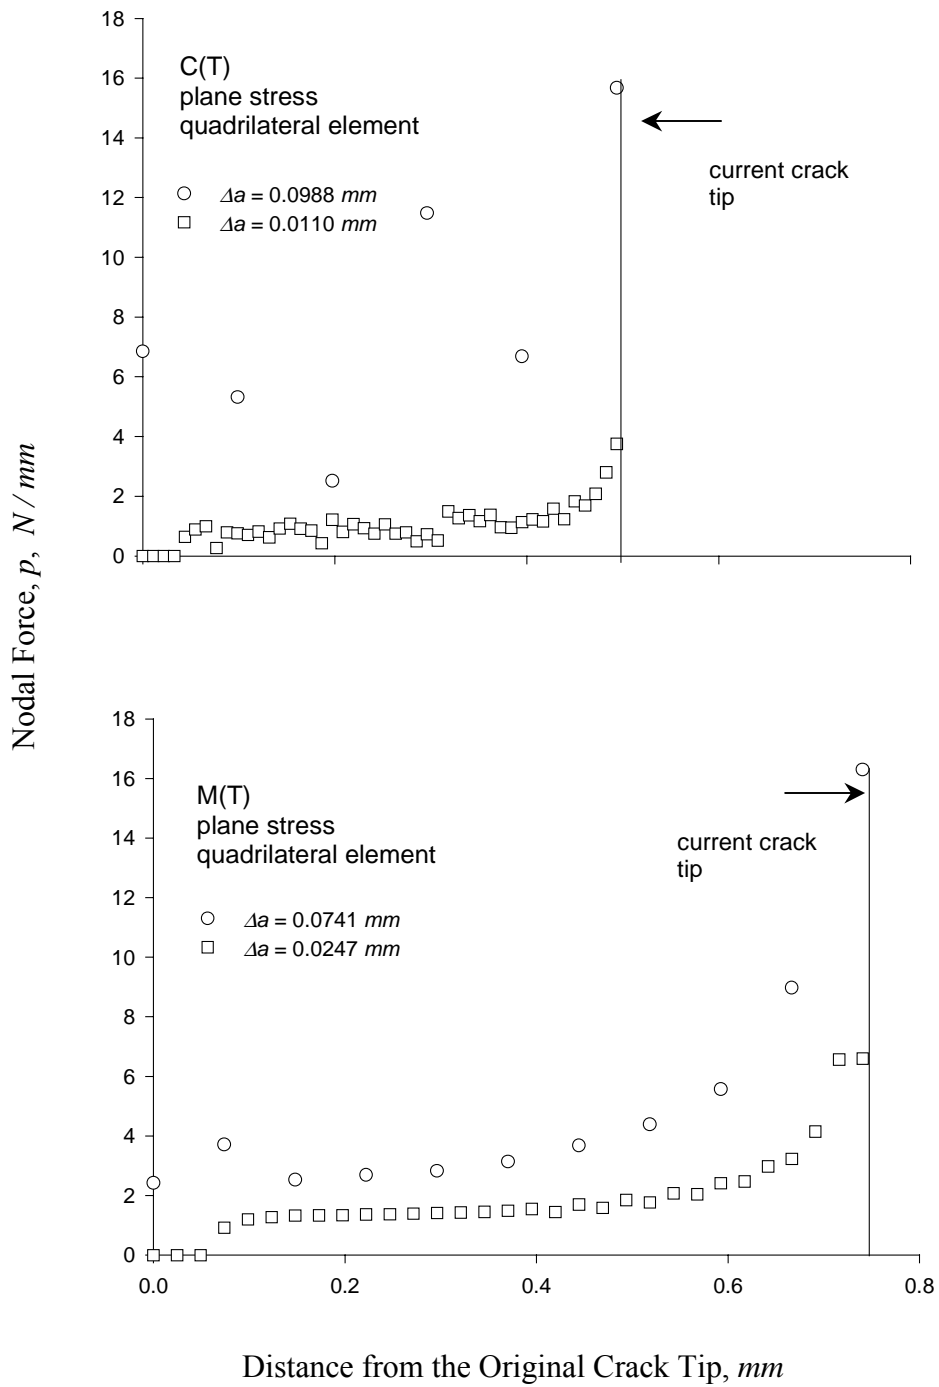 18
16
14
12
10
8
6
4
2
0
C(T)
plane stress
quadrilateral element
Δa = 0.0988 mm
Δa = 0.0110 mm
current crack
tip
Nodal Force, p, N / mm
18
16
14
12
10
8
6
4
2
0
M(T)
plane stress
quadrilateral element
Δa = 0.0741 mm
Δa = 0.0247 mm
current crack
tip
0.0 0.2 0.4 0.6 0.8
Distance from the Original Crack Tip, mm